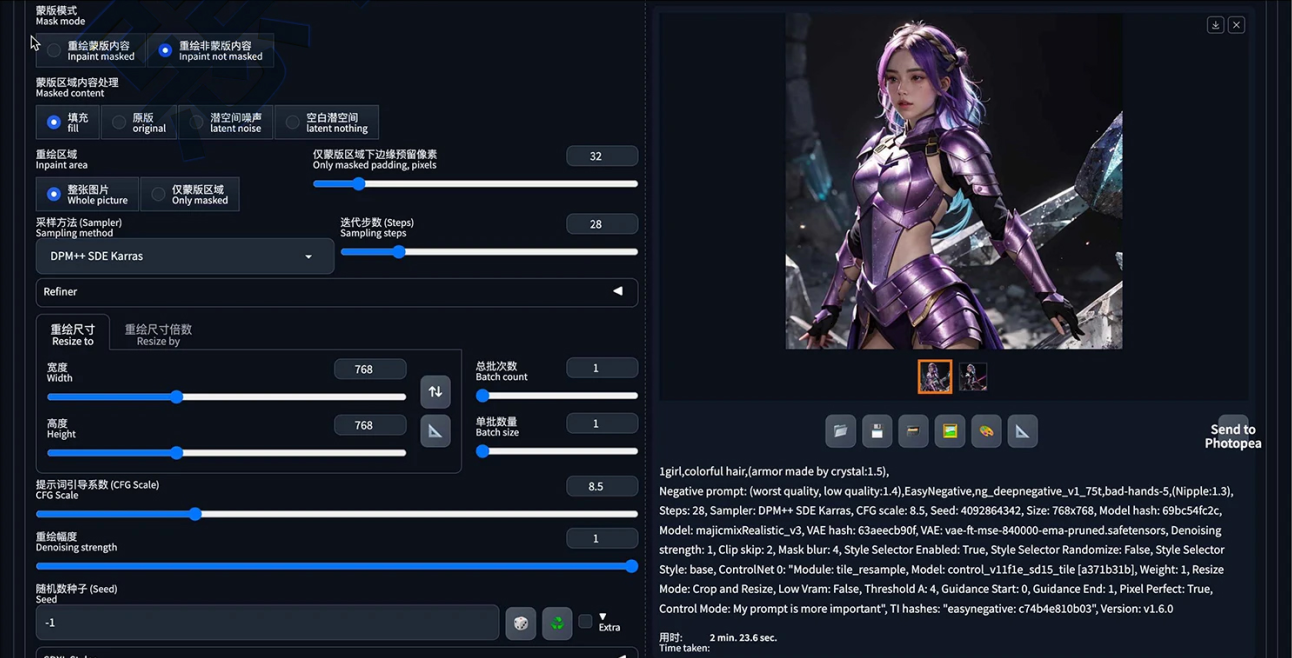 蒙版模式
Mask mode
重绘蒙版内容
Inpaint masked
重绘非蒙版内容
Inpaint not masked
蒙版区域内容处理
Masked content
填充
fill
原版
original
潜空间噪声
latent noise
空白潜空间
latent nothing
重绘区域
Inpaint area
整张图片
Whole picture
仅蒙版区域
Only masked
仅蒙版区域下边缘预留像素
Only masked padding, pixels
32
采样方法 (Sampler)
Sampling method
DPM++ SDE Karras
迭代步数 (Steps)
Sampling steps
28
Refiner
重绘尺寸
Resize to
重绘尺寸倍数
Resize by
宽度
Width
768
高度
Height
768
总批次数
Batch count
1
单批数量
Batch size
1
提示词引导系数 (CFG Scale)
CFG Scale
8.5
重绘幅度
Denoising strength
1
随机数种子 (Seed)
Seed
-1
Extra
Send to
Photopea
1girl,colorful hair,(armor made by crystal:1.5),
Negative prompt: (worst quality, low quality:1.4),EasyNegative,ng_deepnegative_v1_75t,bad-hands-5,(Nipple:1.3),
Steps: 28, Sampler: DPM++ SDE Karras, CFG scale: 8.5, Seed: 4092864342, Size: 768x768, Model hash: 69bc54fc2c,
Model: majicmixRealistic_v3, VAE hash: 63aeecb90f, VAE: vae-ft-mse-840000-ema-pruned.safetensors, Denoising
strength: 1, Clip skip: 2, Mask blur: 4, Style Selector Enabled: True, Style Selector Randomize: False, Style Selector
Style: base, ControlNet 0: "Module: tile_resample, Model: control_v11f1e_sd15_tile [a371b31b], Weight: 1, Resize
Mode: Crop and Resize, Low Vram: False, Threshold A: 4, Guidance Start: 0, Guidance End: 1, Pixel Perfect: True,
Control Mode: My prompt is more important", TI hashes: "easynegative: c74b4e810b03", Version: v1.6.0
用时:
Time taken:
2 min. 23.6 sec.